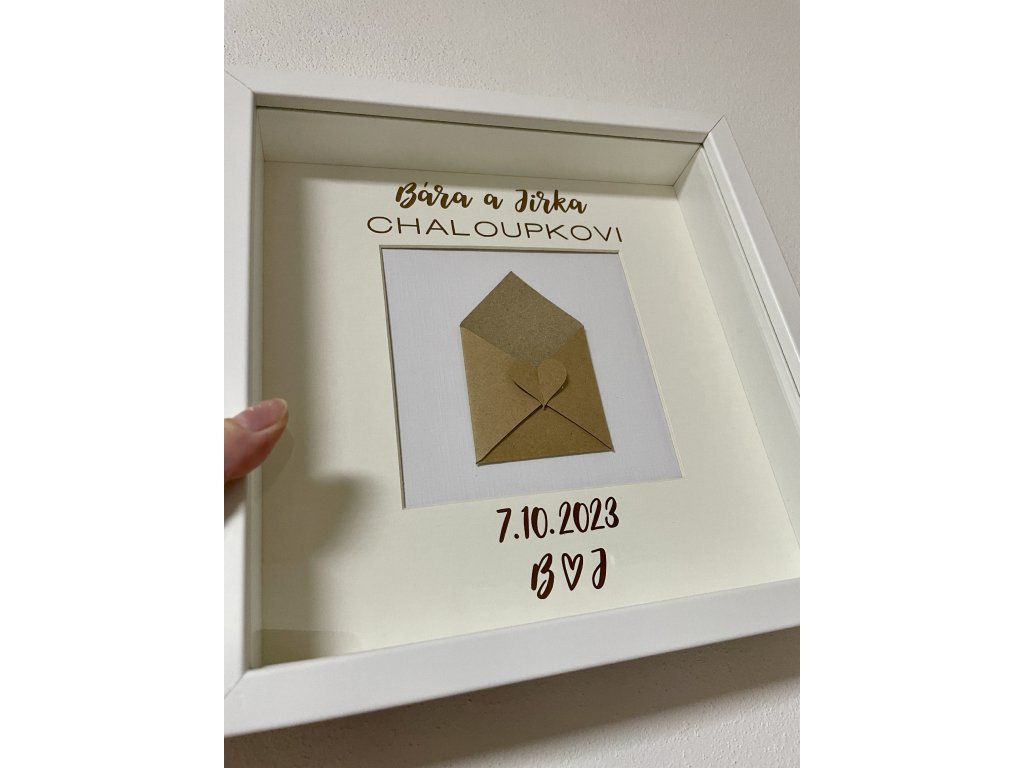 Bára a Jirka
CHALOUPKOVI
7.10.2023
B♡J